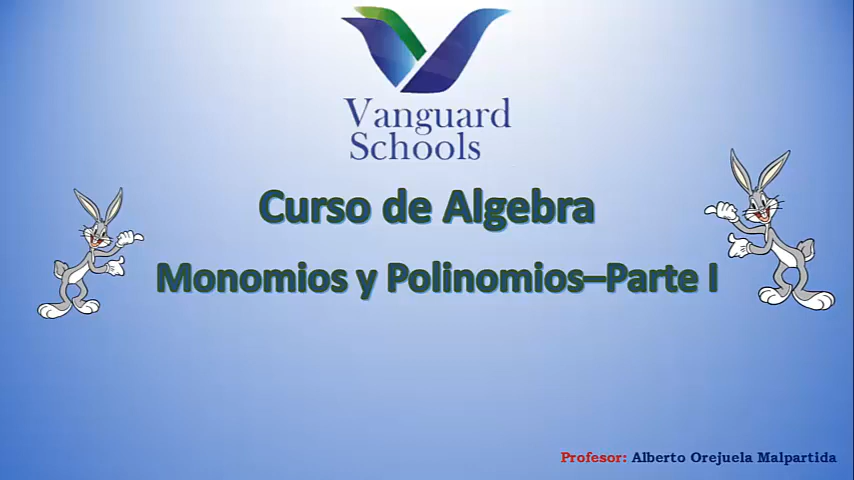 Vanguard
Schools
Curso de Algebra
Monomios y Polinomios–Parte I
Profesor: Alberto Orejuela Malpartida